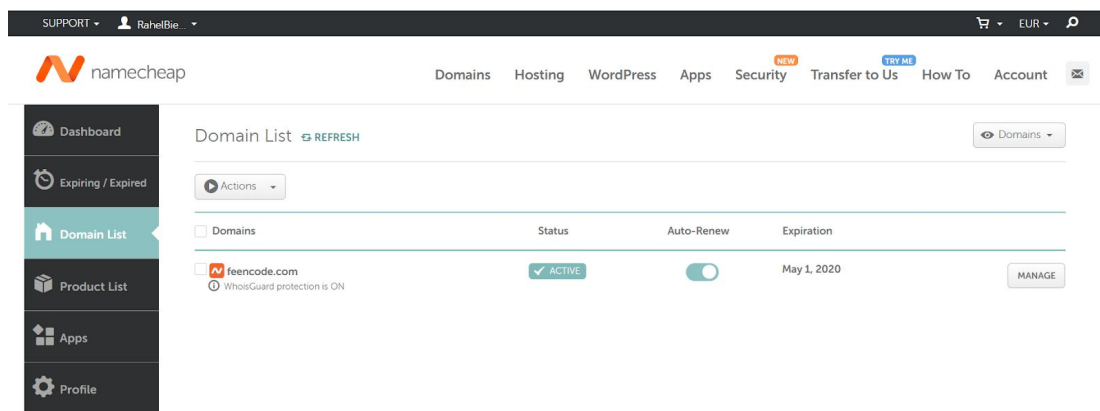 SUPPORT RahelBie... EUR
NEW TRY ME
namecheap Domains Hosting WordPress Apps Security Transfer to Us How To Account
Dashboard
Domain List REFRESH Domains
Expiring / Expired
Actions
Domain List
Domains Status Auto-Renew Expiration
feencode.com ACTIVE May 1, 2020 MANAGE
WhoisGuard protection is ON
Product List
Apps
Profile